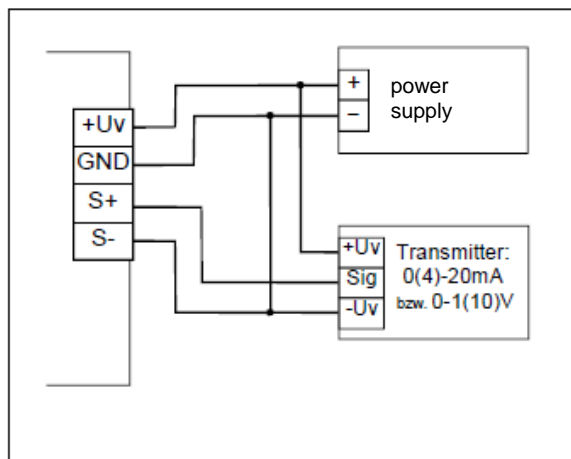 +Uv
GND
S+
S-
+
–
power
supply
+Uv
Sig
-Uv
Transmitter:
0(4)-20mA
bzw. 0-1(10)V